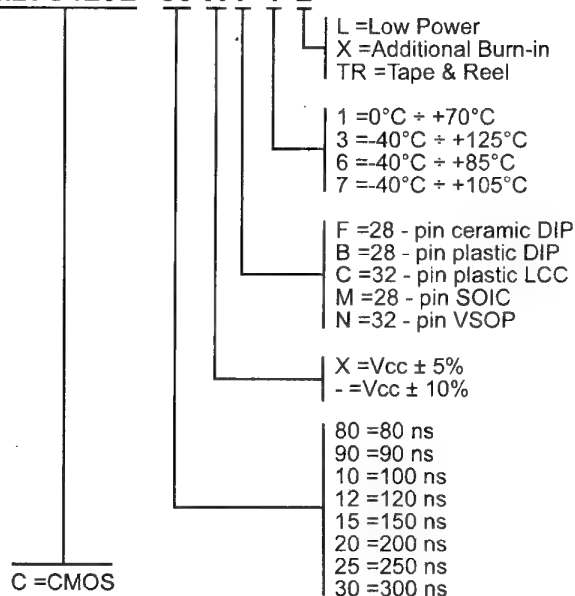 L =Low Power
X =Additional Burn-in
TR =Tape & Reel
1 =0°C ÷ +70°C
3 =-40°C ÷ +125°C
6 =-40°C ÷ +85°C
7 =-40°C ÷ +105°C
F =28 - pin ceramic DIP
B =28 - pin plastic DIP
C =32 - pin plastic LCC
M =28 - pin SOIC
N =32 - pin VSOP
X =Vcc ± 5%
- =Vcc ± 10%
80 =80 ns
90 =90 ns
10 =100 ns
12 =120 ns
15 =150 ns
20 =200 ns
25 =250 ns
30 =300 ns
C =CMOS